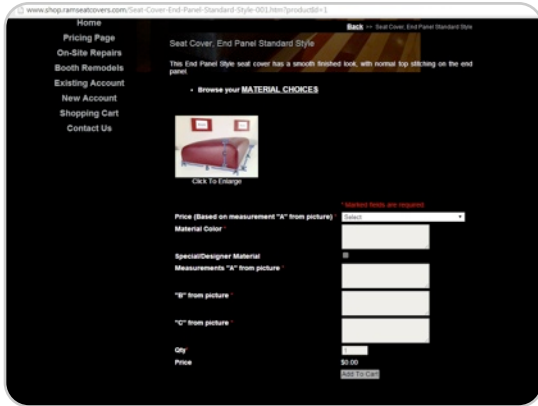 www.shop.ramseatcovers.com/Seat-Cover-End-Panel-Standard-Style-001.htm?productId=1
Home
Pricing Page
On-Site Repairs
Booth Remodels
Existing Account
New Account
Shopping Cart
Contact Us
Back >> Seat Cover, End Panel Standard Style
Seat Cover, End Panel Standard Style
This End Panel Style seat cover has a smooth finished look, with normal top stitching on the end
panel.
• Browse your MATERIAL CHOICES
Click To Enlarge
* Marked fields are required.
Price (Based on measurement "A" from picture) * Select
Material Color *
Special/Designer Material
Measurements "A" from picture *
"B" from picture *
"C" from picture *
Qty* 1
Price $0.00
Add To Cart